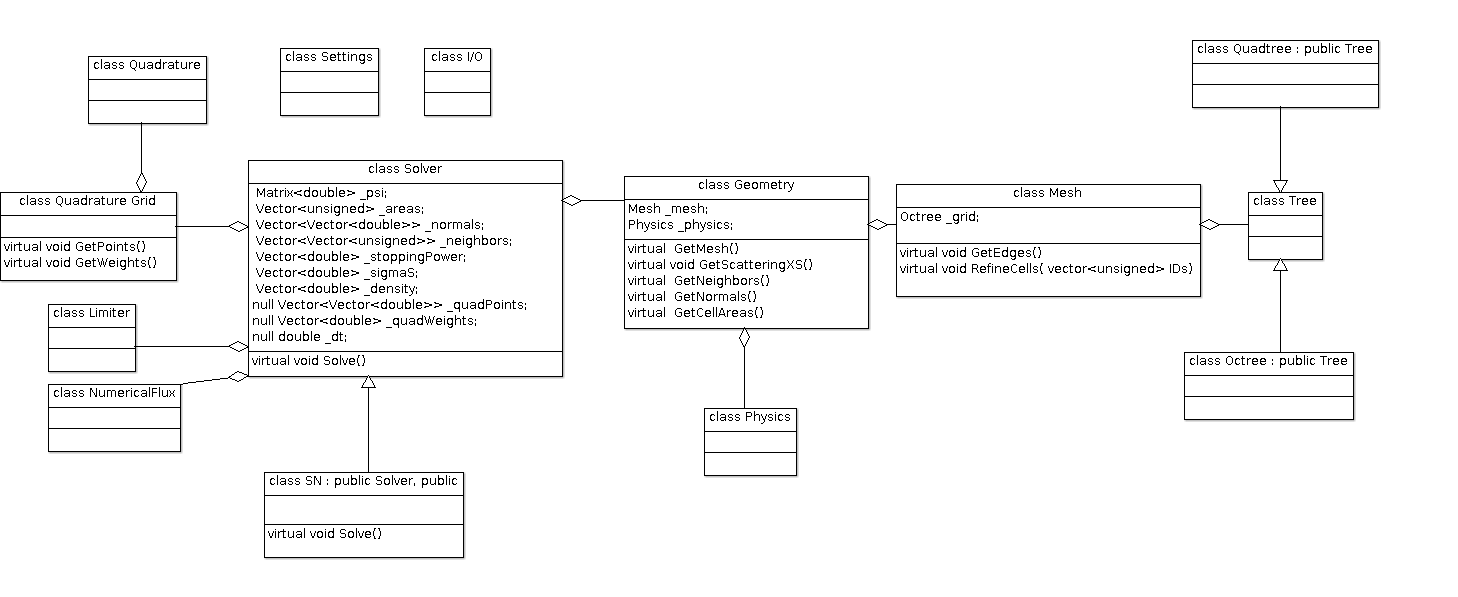 class Quadrature
class Settings
class I/O
class Quadtree : public Tree
class Quadrature Grid
virtual void GetPoints()
virtual void GetWeights()
class Solver
Matrix<double> _psi;
Vector<unsigned> _areas;
Vector<Vector<double>> _normals;
Vector<Vector<unsigned>> _neighbors;
Vector<double> _stoppingPower;
Vector<double> _sigmaS;
Vector<double> _density;
null Vector<Vector<double>> _quadPoints;
null Vector<double> _quadWeights;
null double _dt;
virtual void Solve()
class Geometry
Mesh _mesh;
Physics _physics;
virtual  GetMesh()
virtual void GetScatteringXS()
virtual  GetNeighbors()
virtual  GetNormals()
virtual  GetCellAreas()
class Mesh
Octree _grid;
virtual void GetEdges()
virtual void RefineCells( vector<unsigned> IDs)
class Tree
class Limiter
class NumericalFlux
class Octree : public Tree
class Physics
class SN : public Solver, public
virtual void Solve()